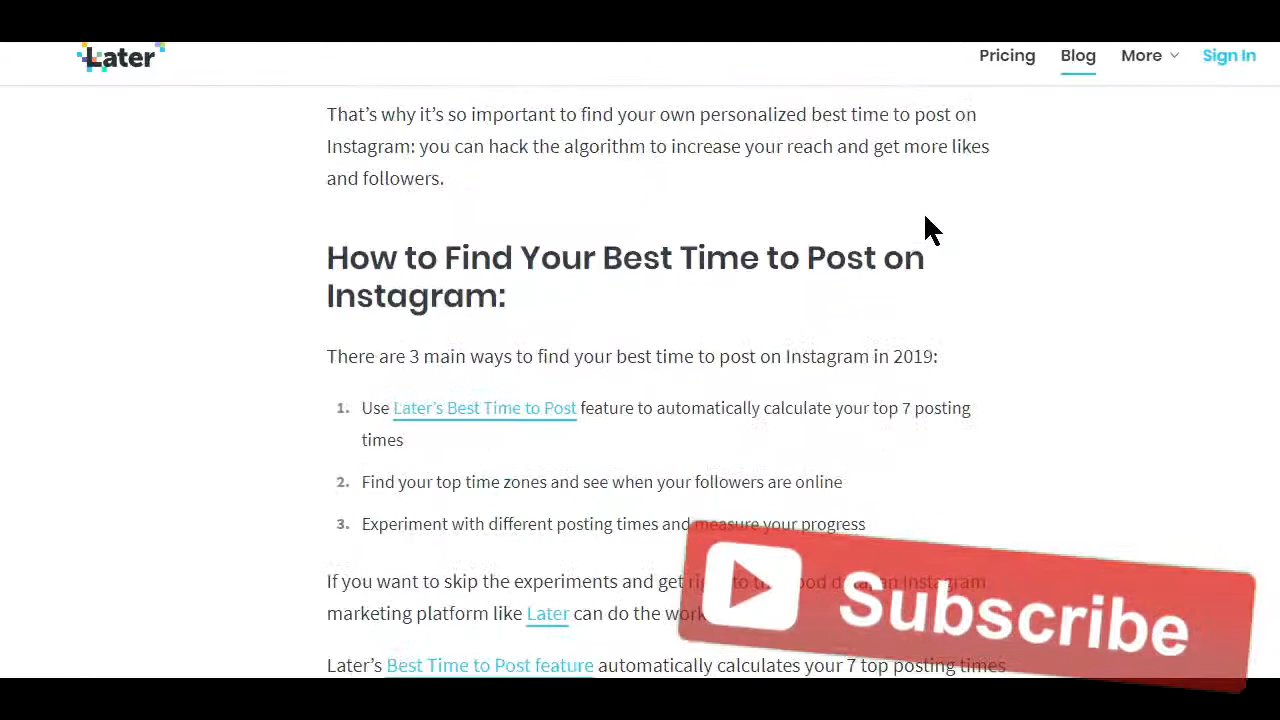 Later
Pricing Blog More Sign In
That's why it's so important to find your own personalized best time to post on
Instagram: you can hack the algorithm to increase your reach and get more likes
and followers.
How to Find Your Best Time to Post on
Instagram:
There are 3 main ways to find your best time to post on Instagram in 2019:
1. Use Later's Best Time to Post feature to automatically calculate your top 7 posting
times
2. Find your top time zones and see when your followers are online
3. Experiment with different posting times and measure your progress
If you want to skip the experiments and get right to the good data, an Instagram
marketing platform like Later can do the work
Subscribe
Later's Best Time to Post feature automatically calculates your 7 top posting times